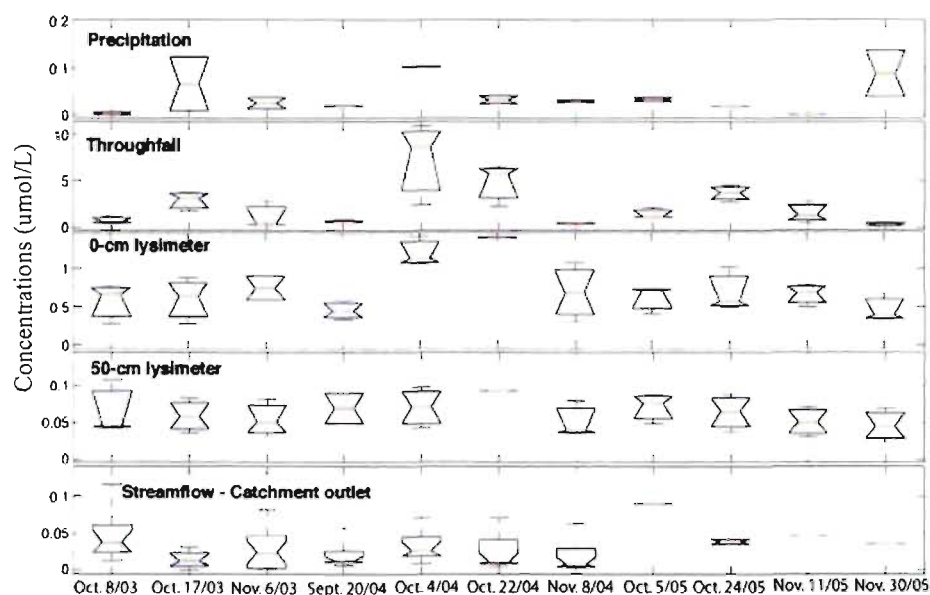 0 2
Precipitation
0 1
0
Throughfall
5
0
0-cm lysimeter
1
0.5
0
50-cm lysimeter
0.1
0.05
0
Streamflow - Catchment outlet
0 1
0.05
0
Concentrations (umol/L)
Oct. 8/03 Oct. 17/03 Nov. 6/03 Sept. 20/04 Oct. 4/04 Oct. 22/04 Nov. 8/04 Oct. 5/05 Oct. 24/05 Nov. 11/05 Nov. 30/05